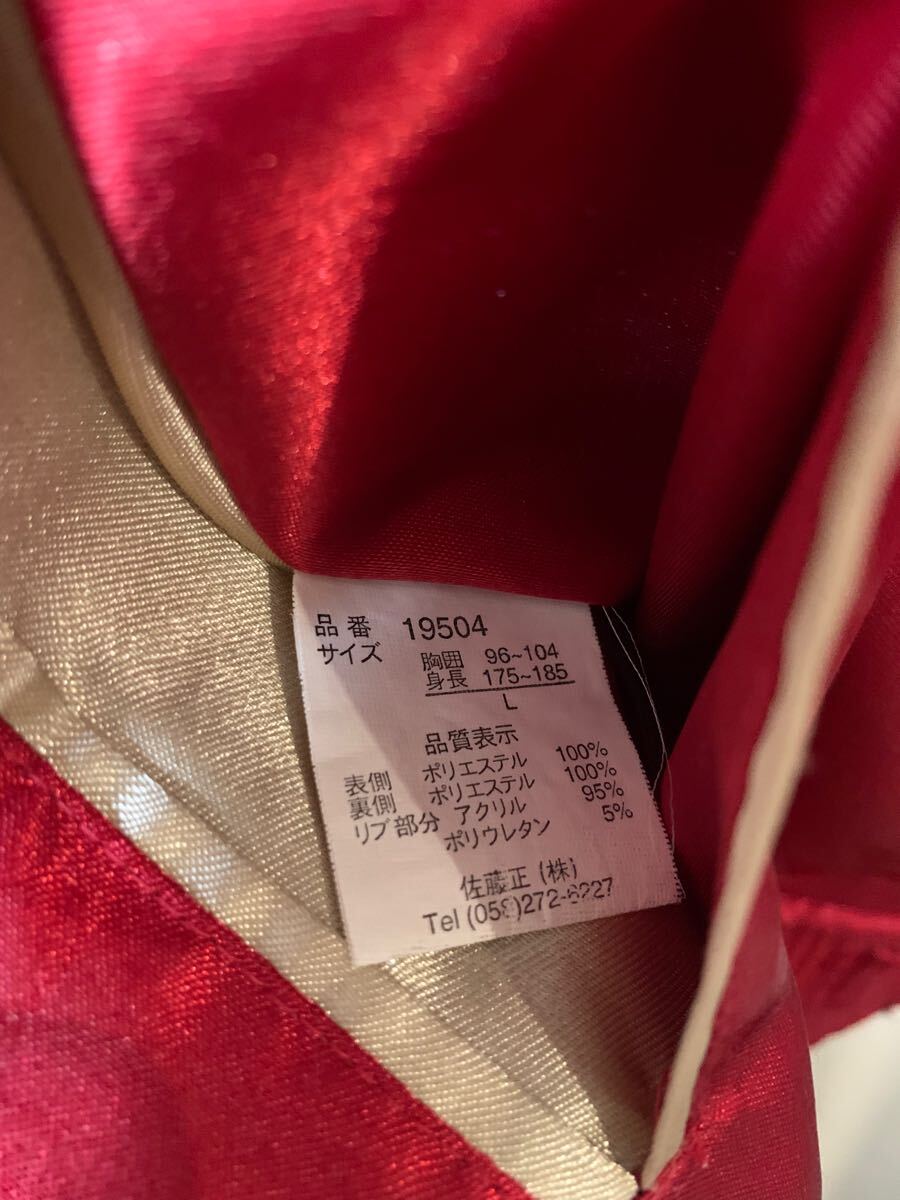 品番 19504
サイズ 胸囲 96~104
身長 175~185
L
品質表示
表側 ポリエステル 100%
裏側 ポリエステル 100%
リブ部分 アクリル 95%
ポリウレタン 5%
佐藤正(株)
Tel (058)272-6227